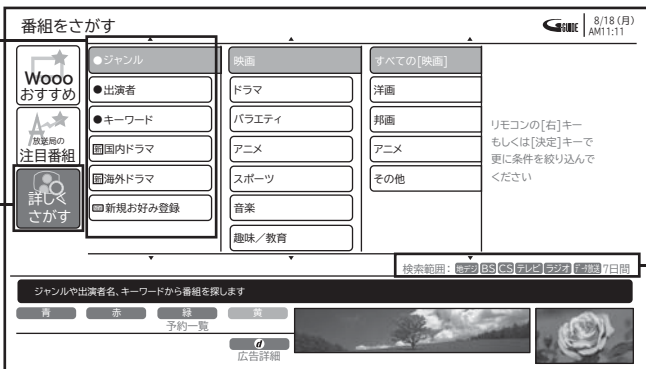 番組をさがす
G-GUIDE
8/18 (月)
AM11:11
Wooo
おすすめ
放送局の
注目番組
詳しく
さがす
●ジャンル
●出演者
●キーワード
国内ドラマ
海外ドラマ
新規お好み登録
映画
ドラマ
バラエティ
アニメ
スポーツ
音楽
趣味／教育
すべての[映画]
洋画
邦画
アニメ
その他
リモコンの[右]キー
もしくは[決定]キーで
更に条件を絞り込んで
ください
検索範囲: 地デジ BS CS テレビ ラジオ データ放送 7日間
ジャンルや出演者名、キーワードから番組を探します
青 赤 緑 黄
予約一覧
d
広告詳細